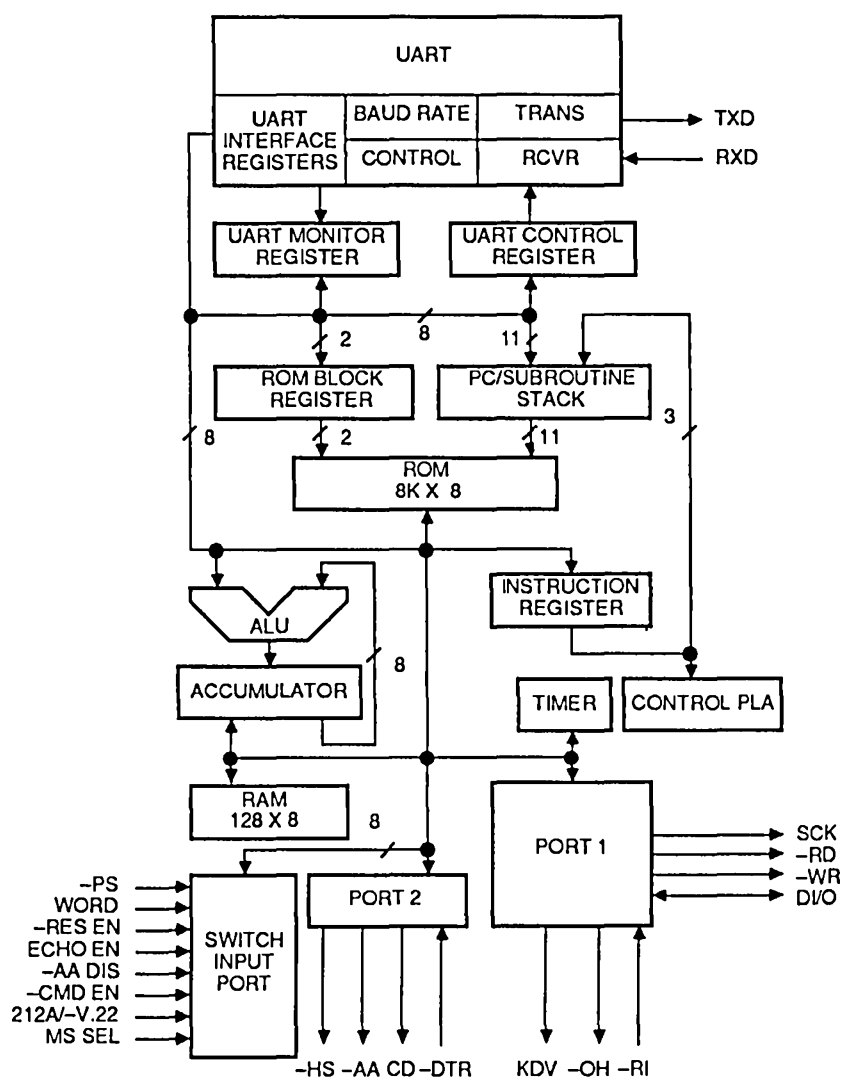 UART
UART
INTERFACE
REGISTERS
BAUD RATE
CONTROL
TRANS
RCVR
TXD
RXD
UART MONITOR
REGISTER
UART CONTROL
REGISTER
8
2
11
ROM BLOCK
REGISTER
PC/SUBROUTINE
STACK
3
8
2
11
ROM
8K X 8
INSTRUCTION
REGISTER
ALU
8
ACCUMULATOR
TIMER
CONTROL PLA
RAM
128 X 8
8
PORT 1
SCK
–RD
–WR
DI/O
–PS
WORD
–RES EN
ECHO EN
–AA DIS
–CMD EN
212A/–V.22
MS SEL
SWITCH
INPUT
PORT
PORT 2
–HS –AA CD –DTR
KDV –OH –RI